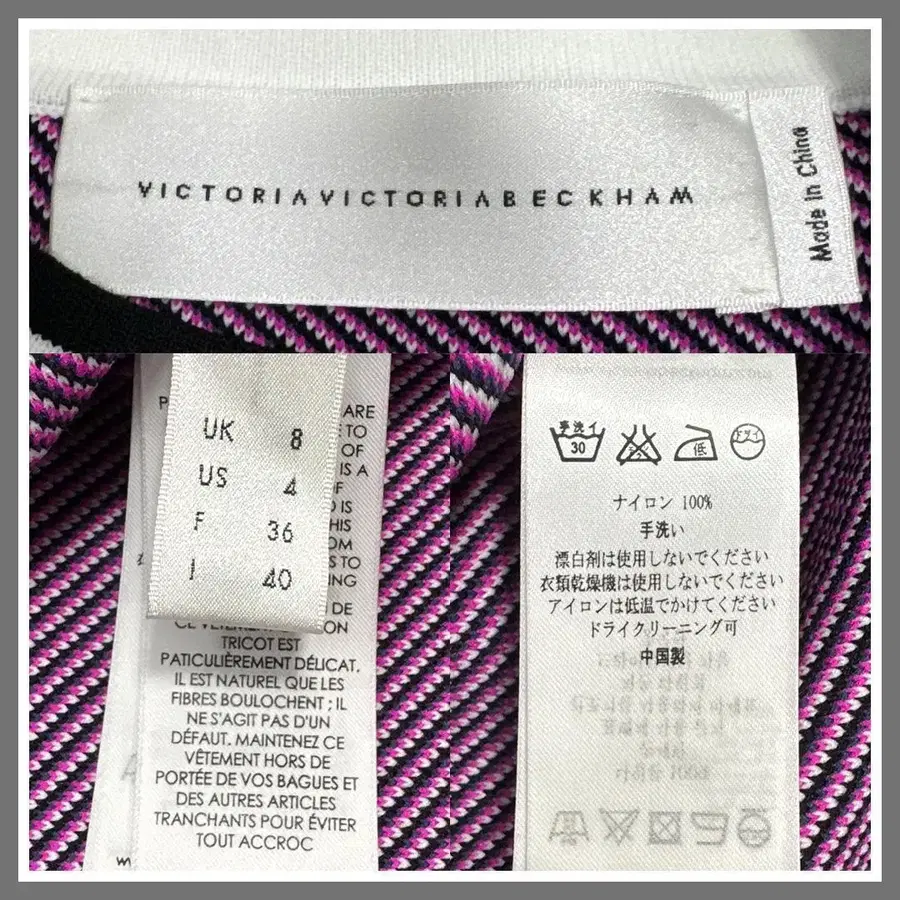 VICTORIAVICTORIABECKHAM
Made in China
UK 8
US 4
F 36
I 40
ARE
TO
OF
IS A
IS
HIS
OM
TO
ING
DE
CE VÊTEMENT ON
TRICOT EST
PATICULIÈREMENT DÉLICAT.
IL EST NATUREL QUE LES
FIBRES BOULOCHENT ; IL
NE S'AGIT PAS D'UN
DÉFAUT. MAINTENEZ CE
VÊTEMENT HORS DE
PORTÉE DE VOS BAGUES ET
DES AUTRES ARTICLES
TRANCHANTS POUR ÉVITER
TOUT ACCROC
手洗イ 30 低 ドライ
ナイロン 100%
手洗い
漂白剤は使用しないでください
衣類乾燥機は使用しないでください
アイロンは低温でかけてください
ドライクリーニング可
中国製